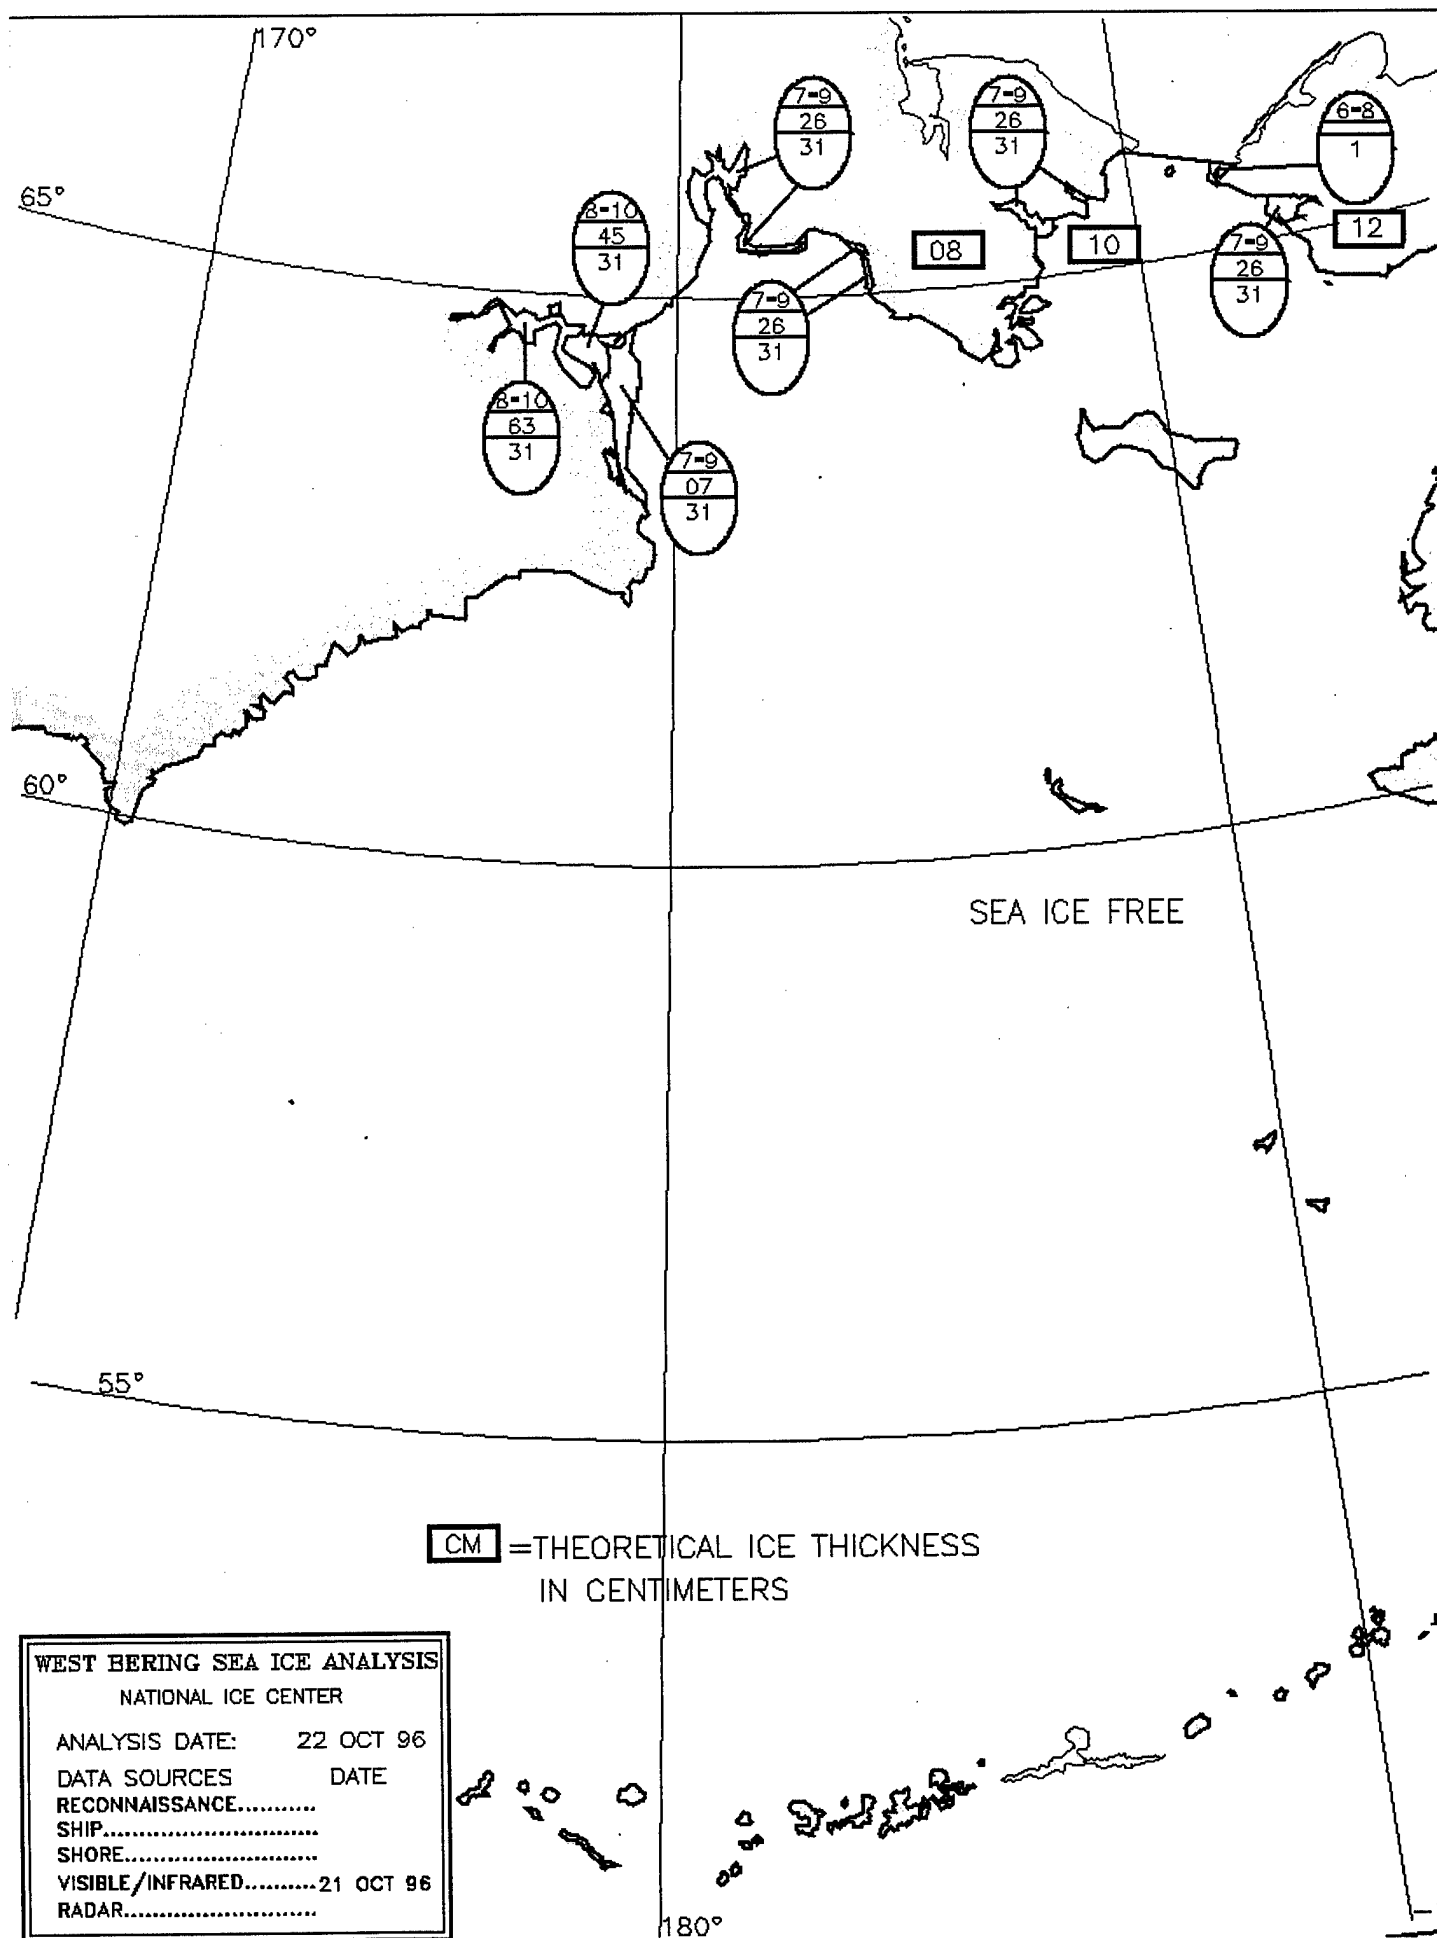 170°
7-9
26
31
7-9
26
31
6-8
1
65°
8-10
45
31
08
10
12
7-9
26
31
7-9
26
31
8-10
63
31
7-9
07
31
60°
SEA ICE FREE
55°
CM =THEORETICAL ICE THICKNESS
IN CENTIMETERS
WEST BERING SEA ICE ANALYSIS
NATIONAL ICE CENTER
ANALYSIS DATE: 22 OCT 96
DATA SOURCES DATE
RECONNAISSANCE...........
SHIP..............................
SHORE...........................
VISIBLE/INFRARED..........21 OCT 96
RADAR...........................
180°